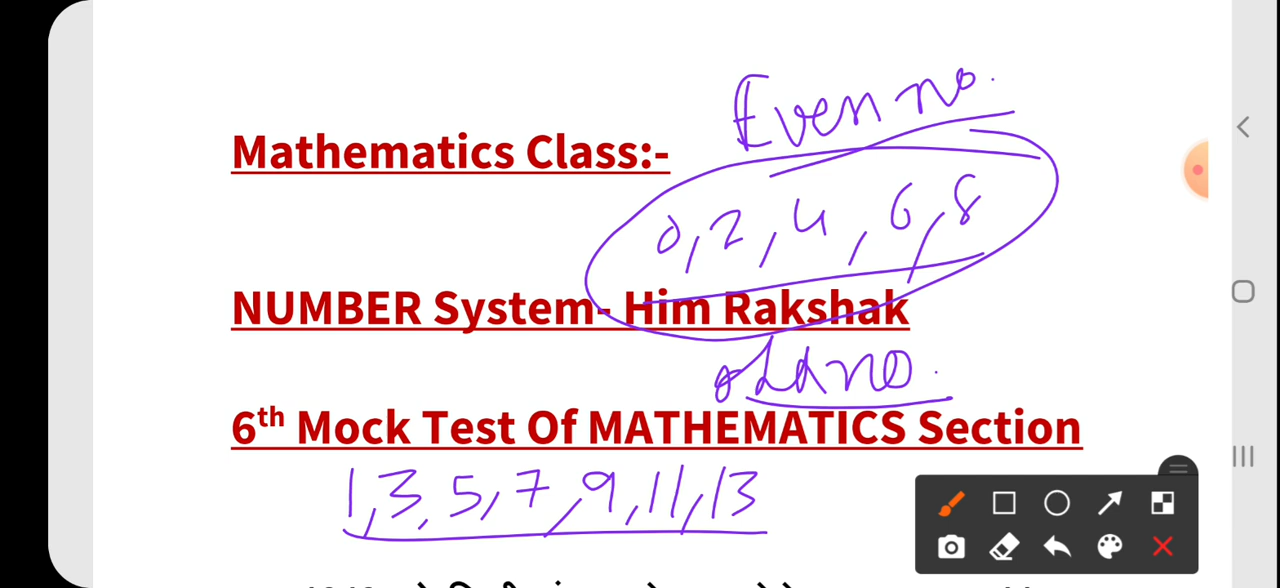 Even no.
Mathematics Class:-
0, 2, 4, 6, 8
NUMBER System- Him Rakshak
odd no.
6th Mock Test Of MATHEMATICS Section
1, 3, 5, 7, 9, 11, 13